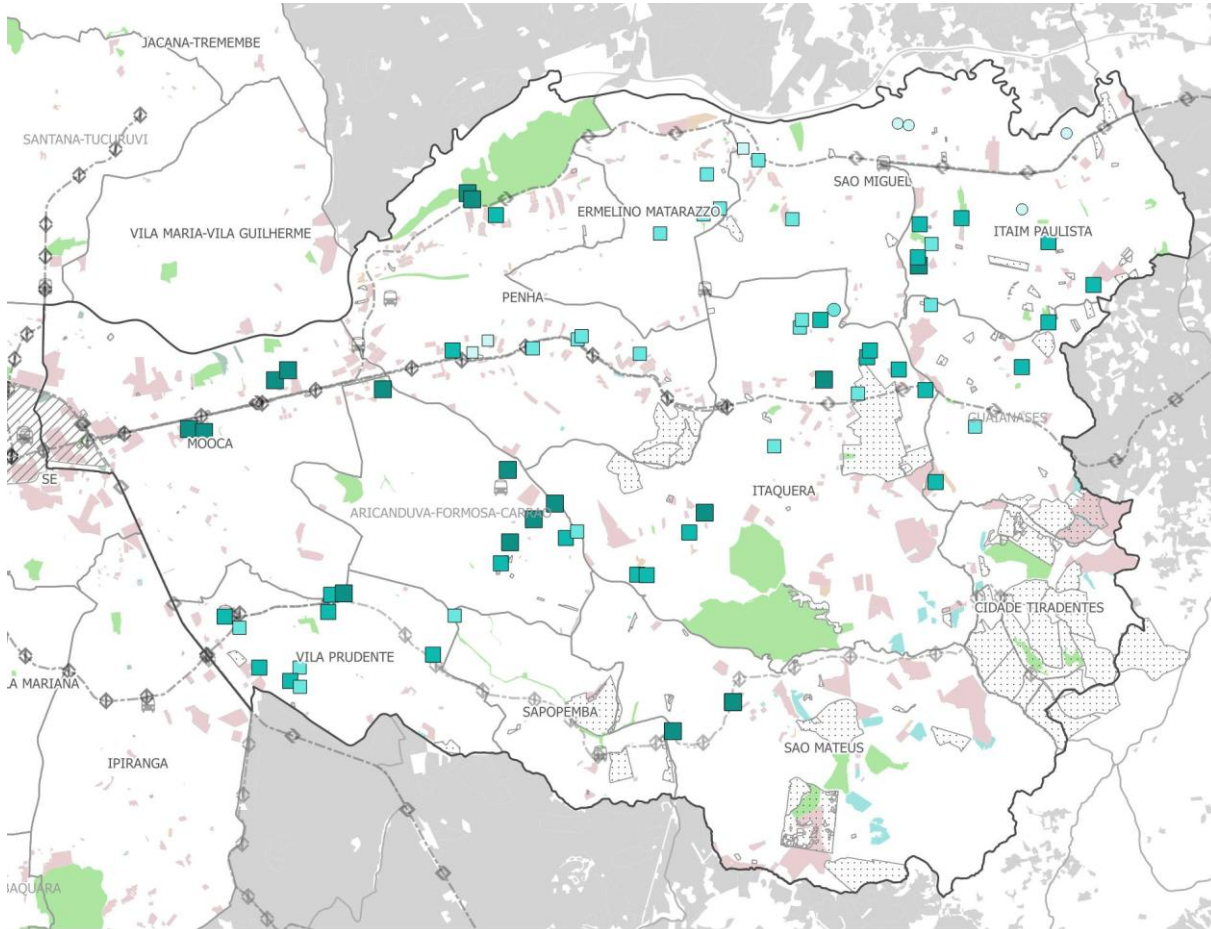 JACANA-TREMEMBE
SANTANA-TUCURUVI
SAO MIGUEL
ERMELINO MATARAZZO
VILA MARIA-VILA GUILHERME
ITAIM PAULISTA
PENHA
GUAIANASES
MOOCA
SE
ITAQUERA
ARICANDUVA-FORMOSA-CARRAO
CIDADE TIRADENTES
VILA PRUDENTE
LA MARIANA
SAPOPEMBA
SAO MATEUS
IPIRANGA
BAQUARA